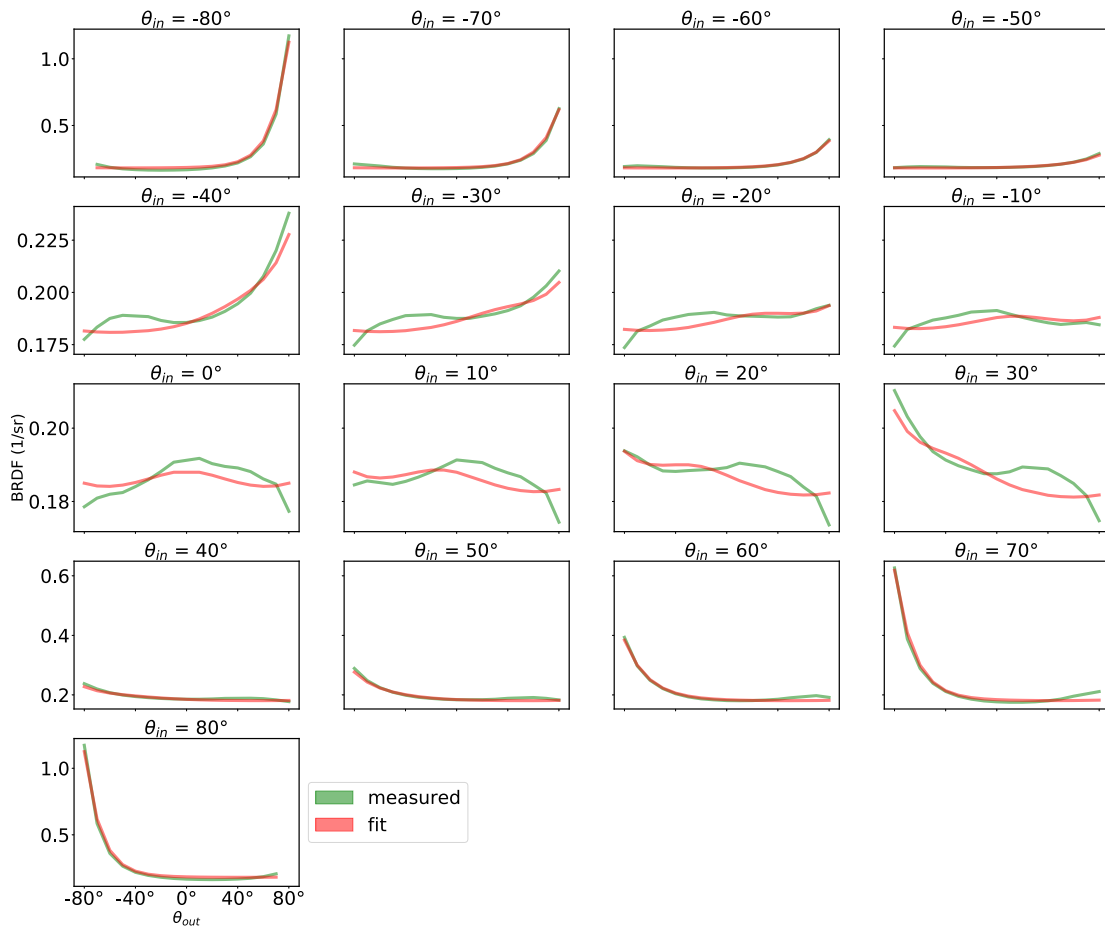 θin = -80° θin = -70° θin = -60° θin = -50°
1.0
0.5
θin = -40° θin = -30° θin = -20° θin = -10°
0.225
0.200
0.175
θin = 0° θin = 10° θin = 20° θin = 30°
BRDF (1/sr)
0.20
0.18
θin = 40° θin = 50° θin = 60° θin = 70°
0.6
0.4
0.2
θin = 80°
1.0
0.5
measured
fit
-80° -40° 0° 40° 80°
θout